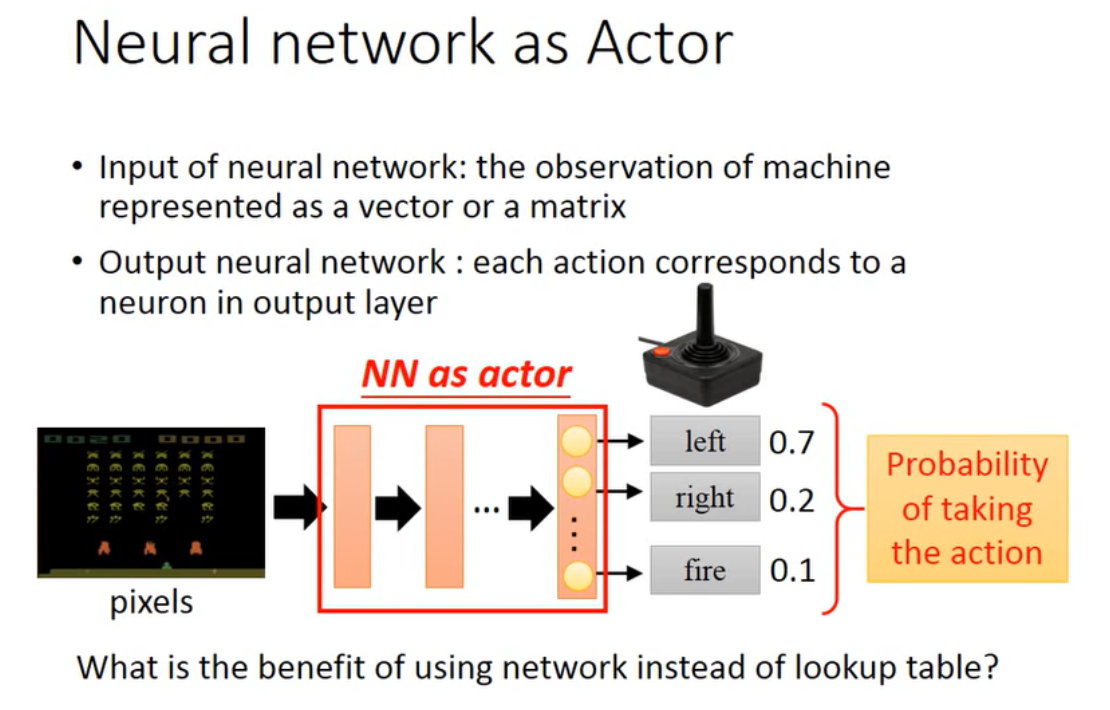 Neural network as Actor
• Input of neural network: the observation of machine
represented as a vector or a matrix
• Output neural network : each action corresponds to a
neuron in output layer
NN as actor
...
left 0.7
right 0.2
fire 0.1
Probability
of taking
the action
pixels
What is the benefit of using network instead of lookup table?